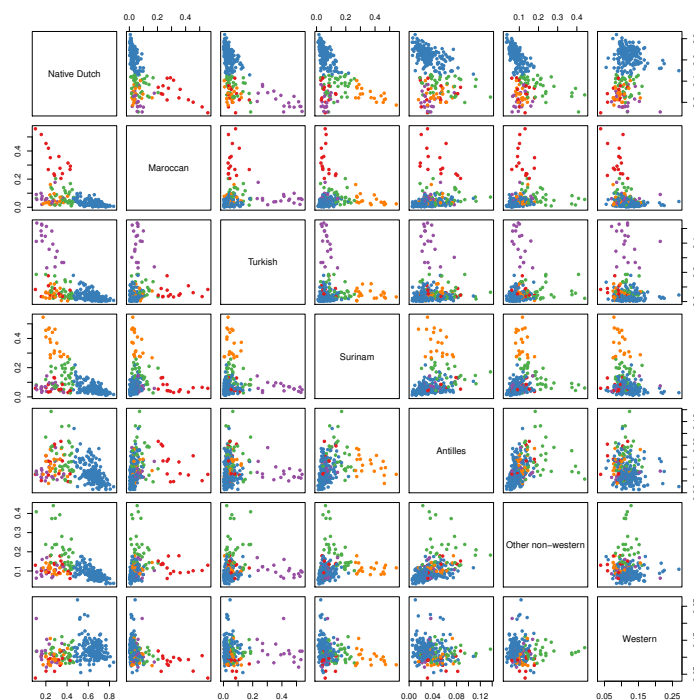 0.0 0.2 0.4
0.0 0.2 0.4
0.1 0.2 0.3 0.4
Native Dutch
Maroccan
0.0 0.2 0.4
Turkish
Surinam
0.0 0.2 0.4
Antilles
Other non−western
0.1 0.2 0.3 0.4
Western
0.2 0.4 0.6 0.8
0.0 0.2 0.4
0.00 0.04 0.08 0.12
0.05 0.15 0.25